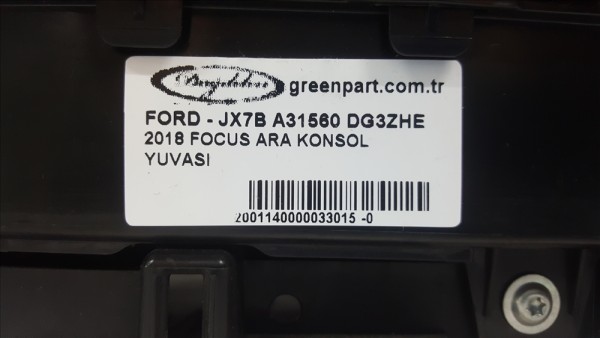 greenpart.com.tr
FORD - JX7B A31560 DG3ZHE
2018 FOCUS ARA KONSOL
YUVASI
2001140000033015 -0